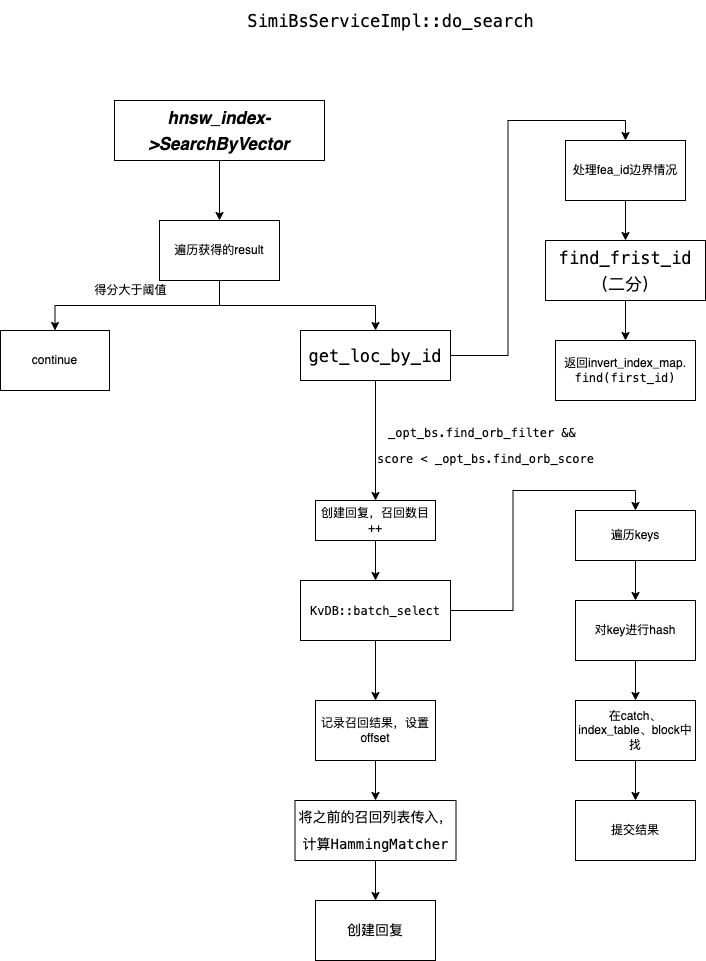 SimiBsServiceImpl::do_search
hnsw_index-
>SearchByVector
遍历获得的result
得分大于阈值
continue
get_loc_by_id
处理fea_id边界情况
find_frist_id
(二分)
返回invert_index_map.
find(first_id)
_opt_bs.find_orb_filter &&
score < _opt_bs.find_orb_score
创建回复，召回数目
++
KvDB::batch_select
遍历keys
对key进行hash
在catch、
index_table、block中
找
提交结果
记录召回结果，设置
offset
将之前的召回列表传入，
计算HammingMatcher
创建回复